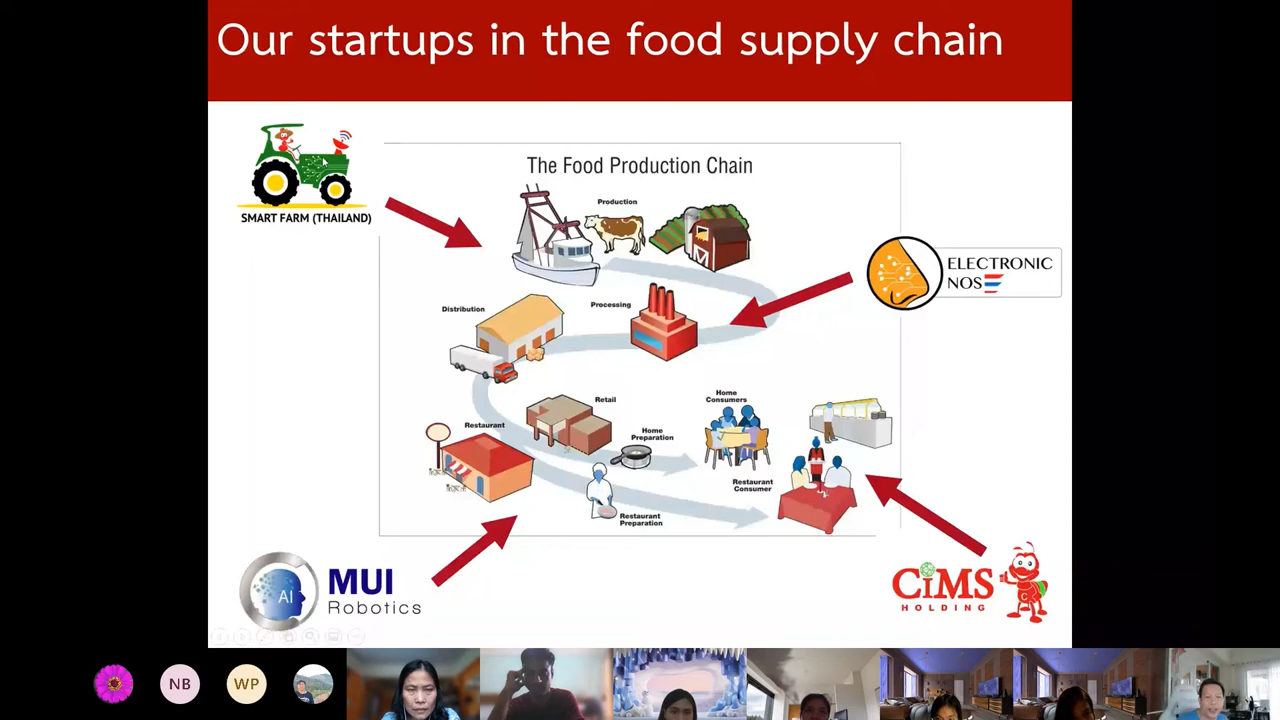 Our startups in the food supply chain
SMART FARM (THAILAND)
The Food Production Chain
Production
ELECTRONIC
NOS
Distribution
Processing
Retail
Home
Consumers
Restaurant
Home
Preparation
Restaurant
Consumer
Restaurant
Preparation
AI
MUI
Robotics
CiMS
HOLDING
C
NB
WP